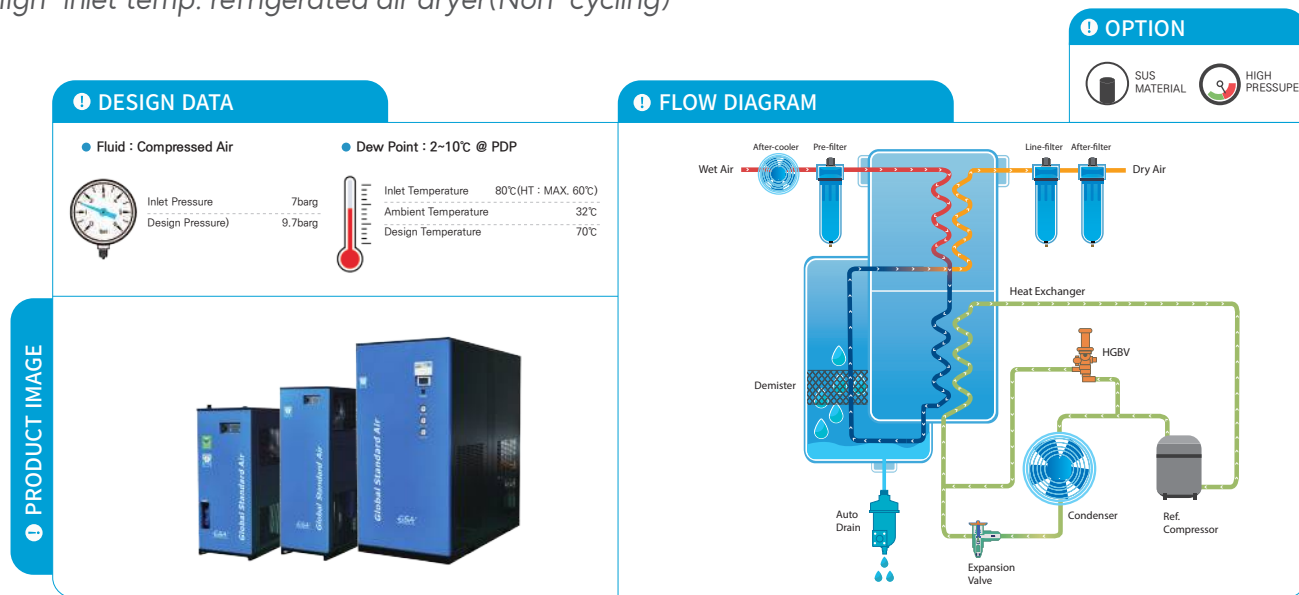 High-inlet temp. refrigerated air dryer(Non-cycling)
OPTION
SUS
MATERIAL
HIGH
PRESSUPE
DESIGN DATA
Fluid : Compressed Air
Inlet Pressure 7barg
Design Pressure) 9.7barg
Dew Point : 2~10℃ @ PDP
Inlet Temperature 80℃(HT : MAX. 60℃)
Ambient Temperature 32℃
Design Temperature 70℃
PRODUCT IMAGE
Global Standard Air
GSA
Global Standard Air
GSA
Global Standard Air
GSA
FLOW DIAGRAM
After-cooler
Pre-filter
Line-filter
After-filter
Wet Air
Dry Air
Heat Exchanger
HGBV
Demister
Auto
Drain
Condenser
Ref.
Compressor
Expansion
Valve